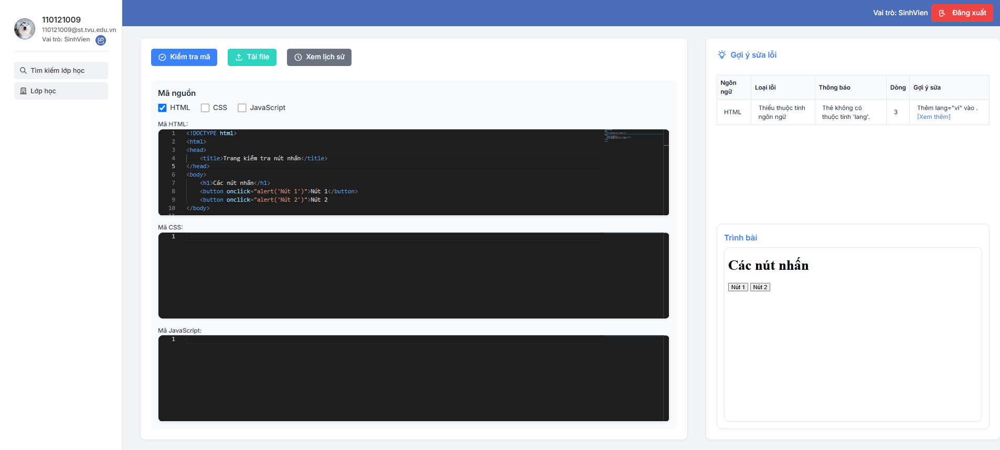 110121009
110121009@st.tvu.edu.vn
Vai trò: SinhVien
Tìm kiếm lớp học
Lớp học
Vai trò: SinhVien
Đăng xuất
Kiểm tra mã
Tải file
Xem lịch sử
Mã nguồn
HTML
CSS
JavaScript
Mã HTML:
1 <!DOCTYPE html>
2 <html>
3 <head>
4 <title>Trang kiểm tra nút nhấn</title>
5 </head>
6 <body>
7 <h1>Các nút nhấn</h1>
8 <button onclick="alert('Nút 1')">Nút 1</button>
9 <button onclick="alert('Nút 2')">Nút 2
10 </body>
11
Mã CSS:
1
Mã JavaScript:
1
Gợi ý sửa lỗi
Ngôn ngữ
Loại lỗi
Thông báo
Dòng
Gợi ý sửa
HTML
Thiếu thuộc tính
ngôn ngữ
Thẻ không có
thuộc tính 'lang'.
3
Thêm lang="vi" vào .
[Xem thêm]
Trình bài
Các nút nhấn
Nút 1
Nút 2